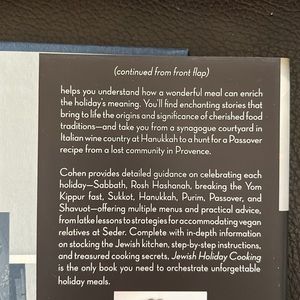 (continued from front flap)
helps you understand how a wonderful meal can enrich
the holiday's meaning. You'll find enchanting stories that
bring to life the origins and significance of cherished food
traditions—and take you from a synagogue courtyard in
Italian wine country at Hanukkah to a hunt for a Passover
recipe from a lost community in Provence.
Cohen provides detailed guidance on celebrating each
holiday—Sabbath, Rosh Hashanah, breaking the Yom
Kippur fast, Sukkot, Hanukkah, Purim, Passover, and
Shavuot—offering multiple menus and practical advice,
from latke lessons to strategies for accommodating vegan
relatives at Seder. Complete with in-depth information
on stocking the Jewish kitchen, step-by-step instructions,
and treasured cooking secrets, Jewish Holiday Cooking
is the only book you need to orchestrate unforgettable
holiday meals.